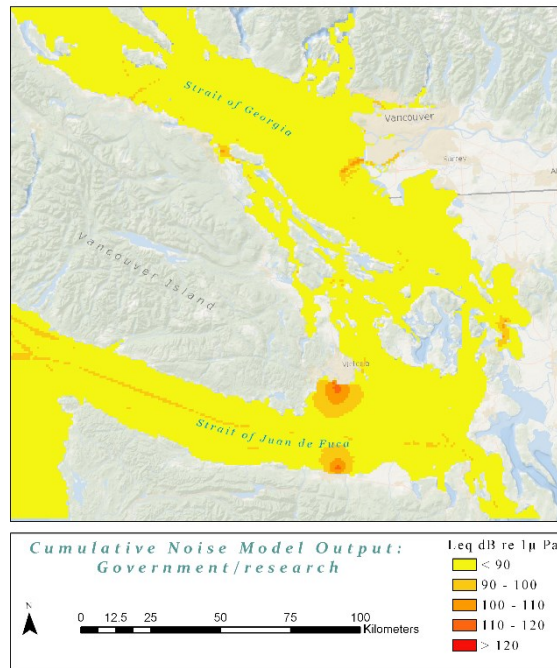 Strait of Georgia
Vancouver
Surrey
Vancouver Island
Victoria
Strait of Juan de Fuca
Cumulative Noise Model Output:
Government/research
Leq dB re 1µ Pa
< 90
90 - 100
100 - 110
110 - 120
> 120
N
0 12.5 25 50 75 100
Kilometers